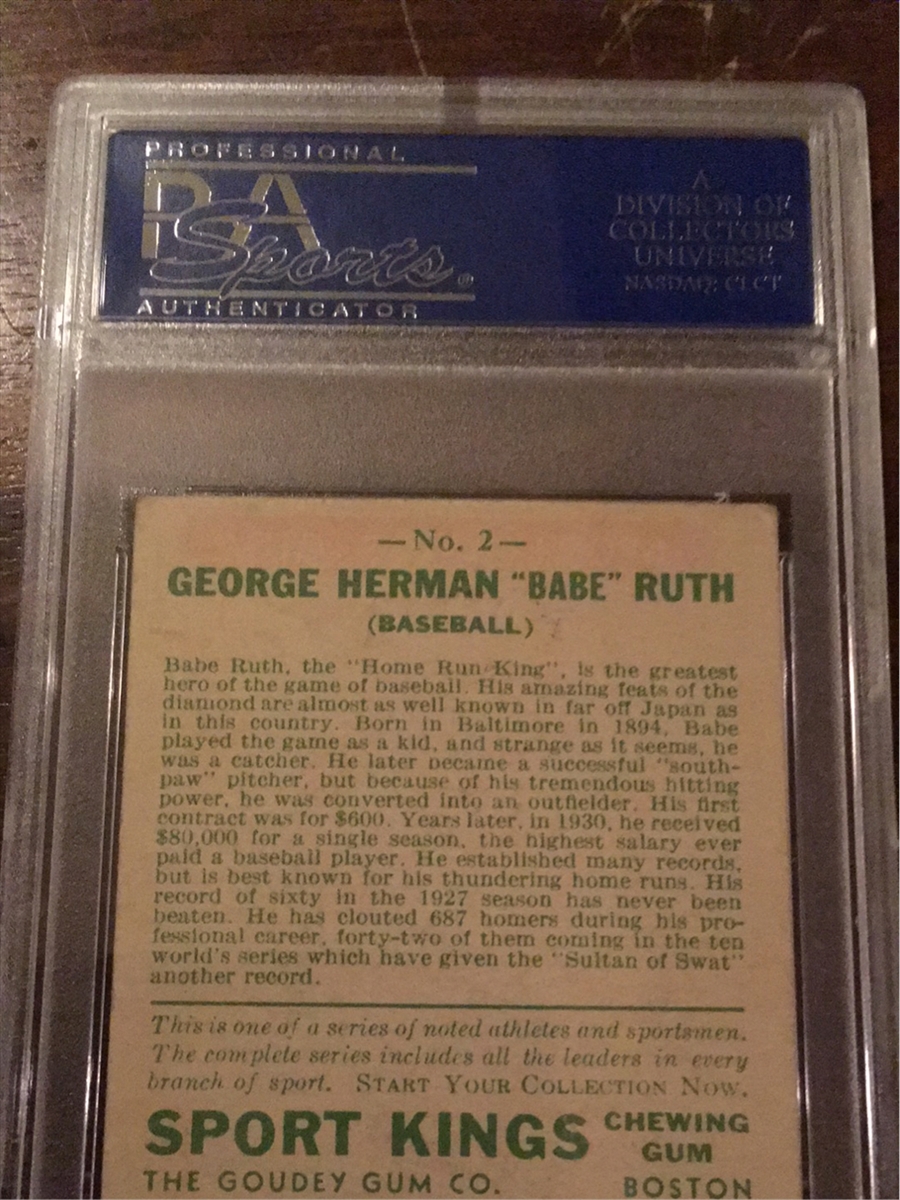 PROFESSIONAL
PSA
Sports®
AUTHENTICATOR
A
DIVISION OF
COLLECTORS
UNIVERSE
NASDAQ: CLCT
—No. 2—
GEORGE HERMAN "BABE" RUTH
(BASEBALL)
Babe Ruth, the "Home Run King", is the greatest
hero of the game of baseball. His amazing feats of the
diamond are almost as well known in far off Japan as
in this country. Born in Baltimore in 1894, Babe
played the game as a kid, and strange as it seems, he
was a catcher. He later became a successful "south-
paw" pitcher, but because of his tremendous hitting
power, he was converted into an outfielder. His first
contract was for $600. Years later, in 1930, he received
$80,000 for a single season, the highest salary ever
paid a baseball player. He established many records,
but is best known for his thundering home runs. His
record of sixty in the 1927 season has never been
beaten. He has clouted 687 homers during his pro-
fessional career, forty-two of them coming in the ten
world's series which have given the "Sultan of Swat"
another record.
This is one of a series of noted athletes and sportsmen.
The complete series includes all the leaders in every
branch of sport. START YOUR COLLECTION NOW.
SPORT KINGS CHEWING GUM
THE GOUDEY GUM CO. BOSTON